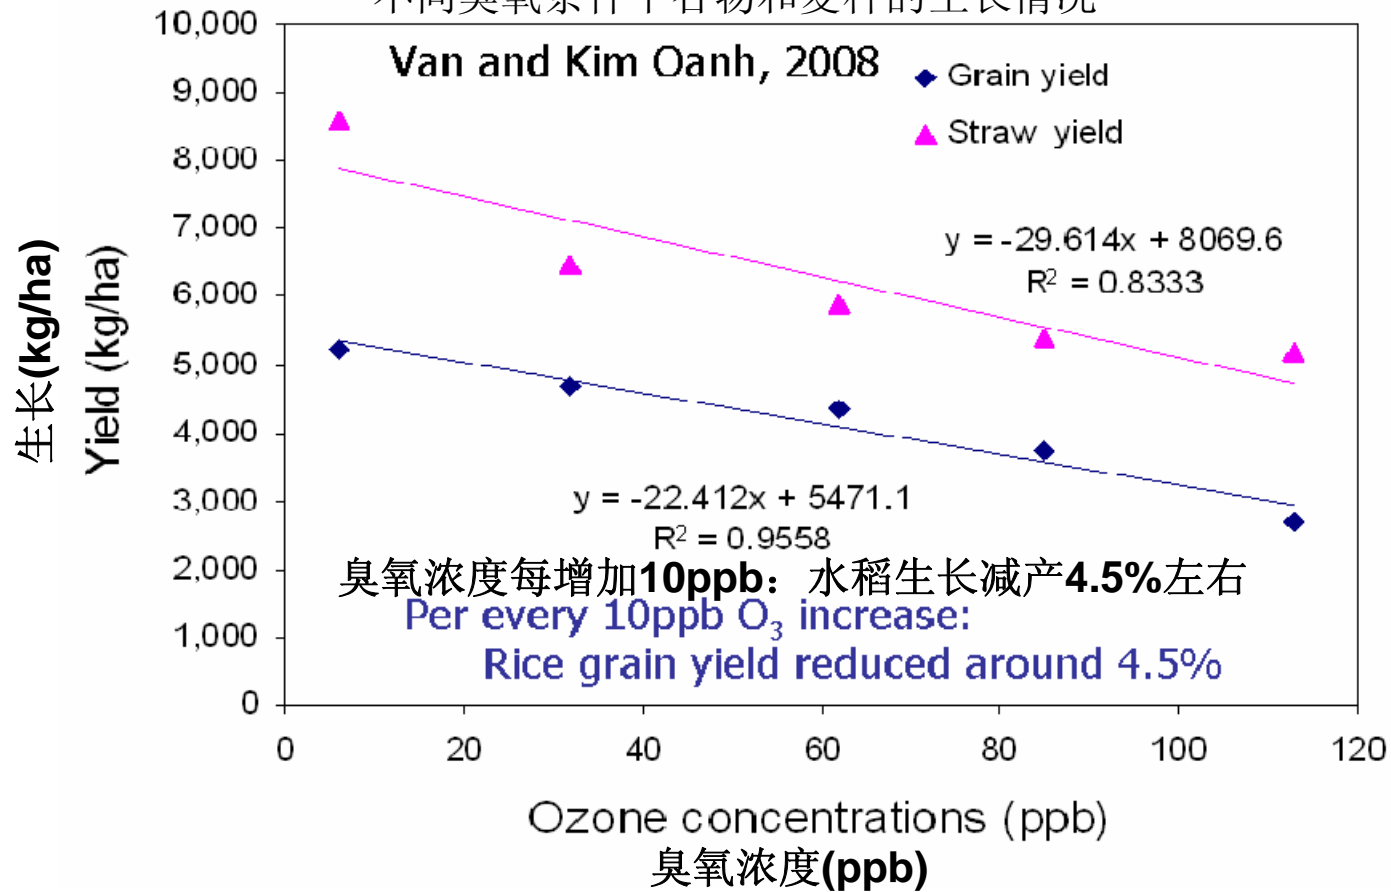 10,000
9,000
8,000
7,000
6,000
5,000
4,000
3,000
2,000
1,000
0
Van and Kim Oanh, 2008
Grain yield
Straw yield
生长(kg/ha)
Yield (kg/ha)
y = -29.614x + 8069.6
R² = 0.8333
y = -22.412x + 5471.1
R² = 0.9558
臭氧浓度每增加10ppb：水稻生长减产4.5%左右
Per every 10ppb O₃ increase:
Rice grain yield reduced around 4.5%
0 20 40 60 80 100 120
Ozone concentrations (ppb)
臭氧浓度(ppb)